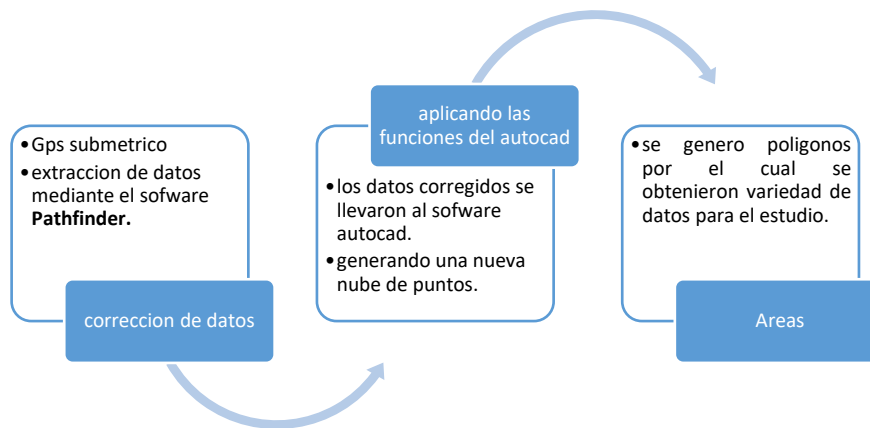 •Gps submetrico
•extraccion de datos
mediante el sofware
Pathfinder.
correccion de datos
aplicando las
funciones del autocad
•los datos corregidos se
llevaron al sofware
autocad.
•generando una nueva
nube de puntos.
•se genero poligonos
por el cual se
obtenieron variedad de
datos para el estudio.
Areas